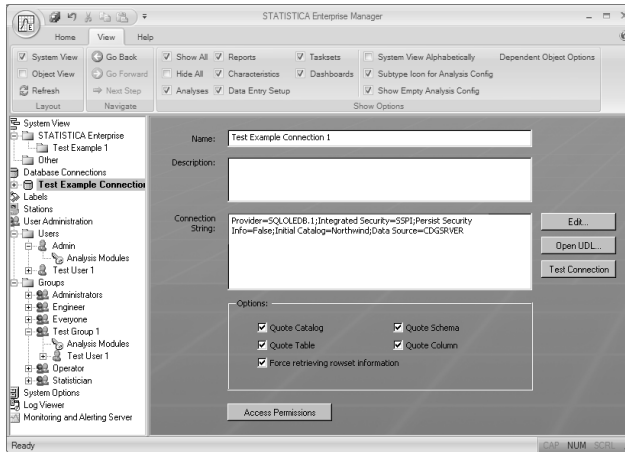 STATISTICA Enterprise Manager
Home View Help
System View
Object View
Refresh
Layout
Go Back
Go Forward
Next Step
Navigate
Show All Reports Tasksets System View Alphabetically Dependent Object Options
Hide All Characteristics Dashboards Subtype Icon for Analysis Config
Analyses Data Entry Setup Show Empty Analysis Config
Show Options
System View
STATISTICA Enterprise
Test Example 1
Other
Database Connections
Test Example Connection
Labels
Stations
User Administration
Users
Admin
Analysis Modules
Test User 1
Groups
Administrators
Engineer
Everyone
Test Group 1
Analysis Modules
Test User 1
Operator
Statistician
System Options
Log Viewer
Monitoring and Alerting Server
Name: Test Example Connection 1
Description:
Connection String:
Provider=SQLOLEDB.1;Integrated Security=SSPI;Persist Security
Info=False;Initial Catalog=Northwind;Data Source=CDGSRVER
Edit...
Open UDL...
Test Connection
Options:
Quote Catalog Quote Schema
Quote Table Quote Column
Force retrieving rowset information
Access Permissions
Ready CAP NUM SCRL